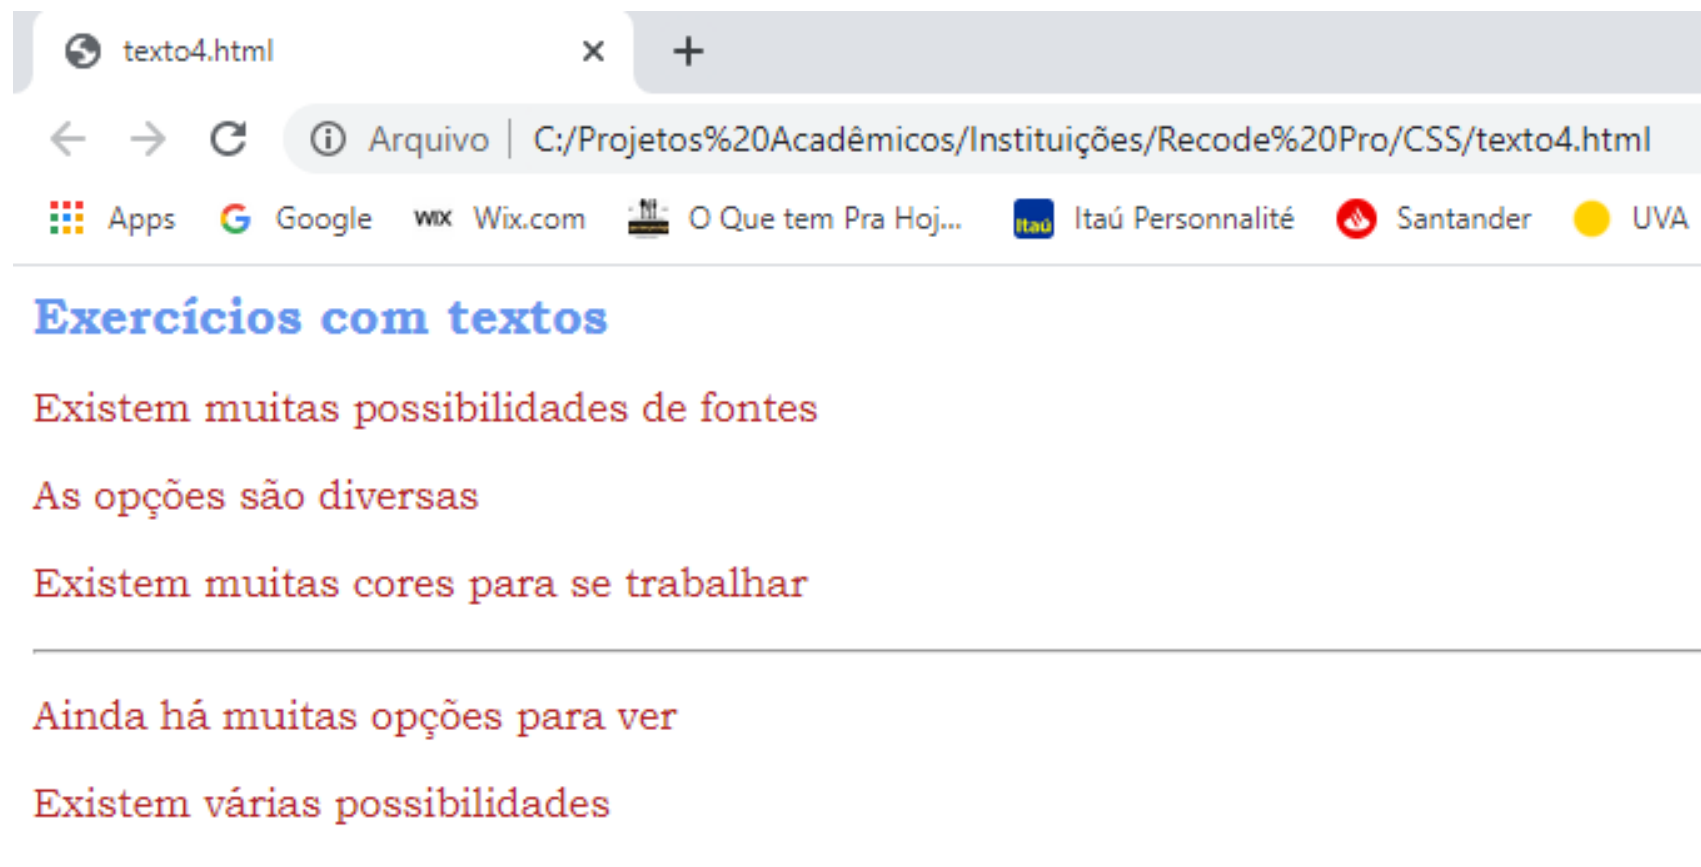 texto4.html
Arquivo | C:/Projetos%20Acadêmicos/Instituições/Recode%20Pro/CSS/texto4.html
Apps Google WIX Wix.com O Que tem Pra Hoj... Itaú Itaú Personnalité Santander UVA
Exercícios com textos
Existem muitas possibilidades de fontes
As opções são diversas
Existem muitas cores para se trabalhar
Ainda há muitas opções para ver
Existem várias possibilidades